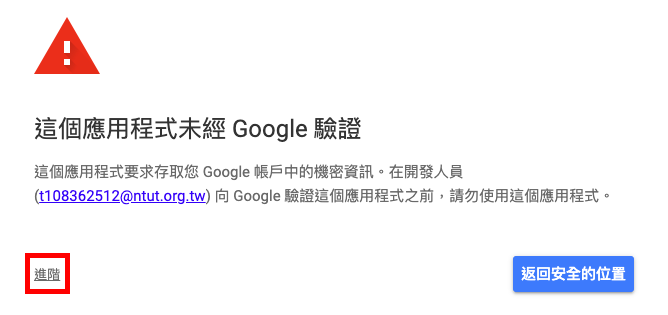 這個應用程式未經 Google 驗證
這個應用程式要求存取您 Google 帳戶中的機密資訊。在開發人員
(t108362512@ntut.org.tw) 向 Google 驗證這個應用程式之前，請勿使用這個應用程式。
進階
返回安全的位置